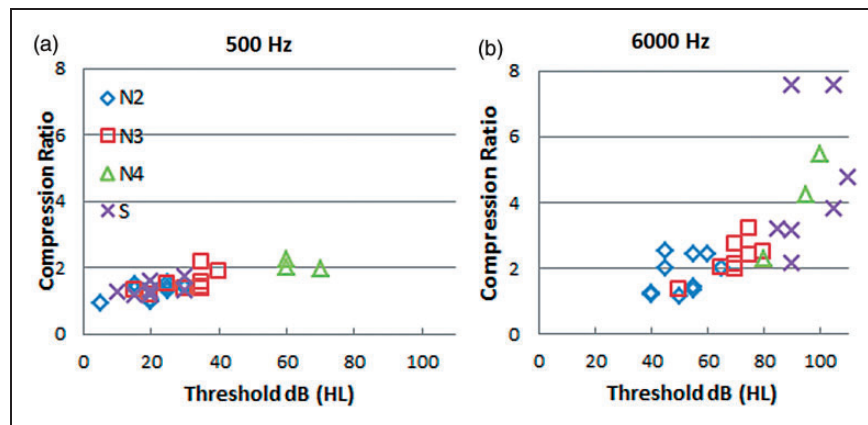 (a)
500 Hz
8
6
4
2
0
Compression Ratio
N2
N3
N4
S
0 20 40 60 80 100
Threshold dB (HL)
(b)
6000 Hz
8
6
4
2
0
Compression Ratio
0 20 40 60 80 100
Threshold dB (HL)